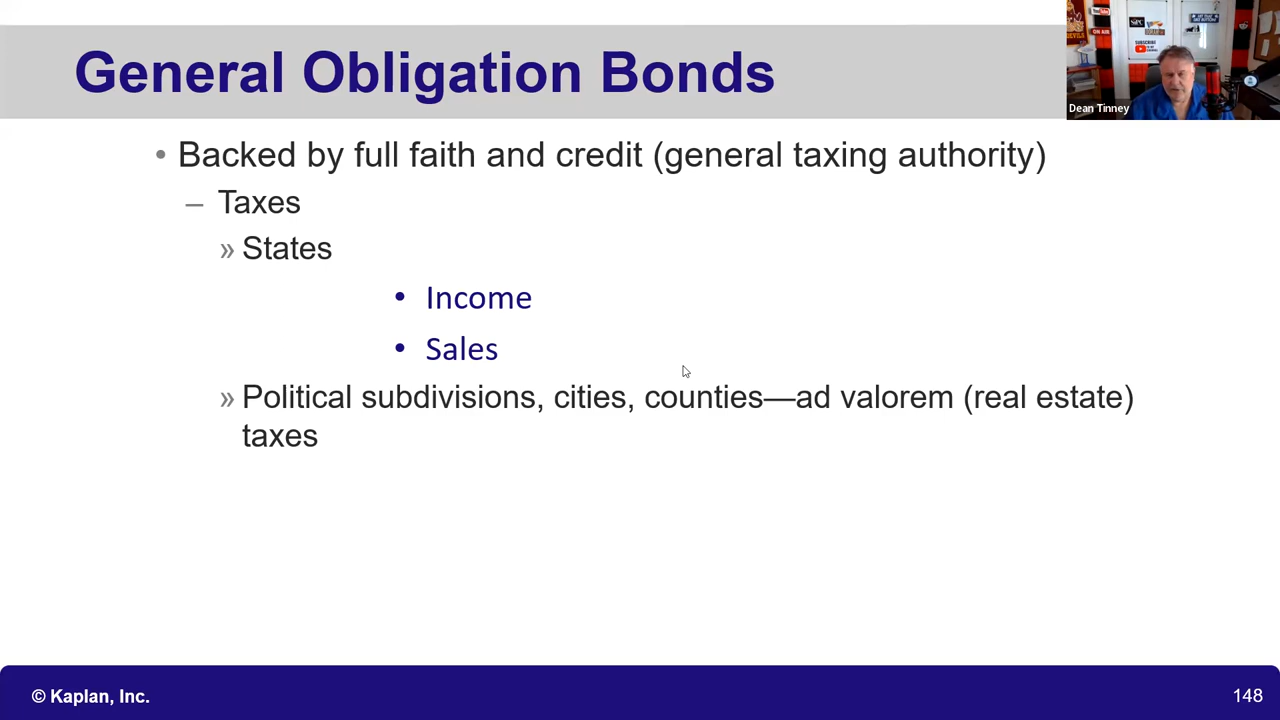 General Obligation Bonds
Dean Tinney
• Backed by full faith and credit (general taxing authority)
– Taxes
» States
• Income
• Sales
» Political subdivisions, cities, counties—ad valorem (real estate)
taxes
© Kaplan, Inc.
148